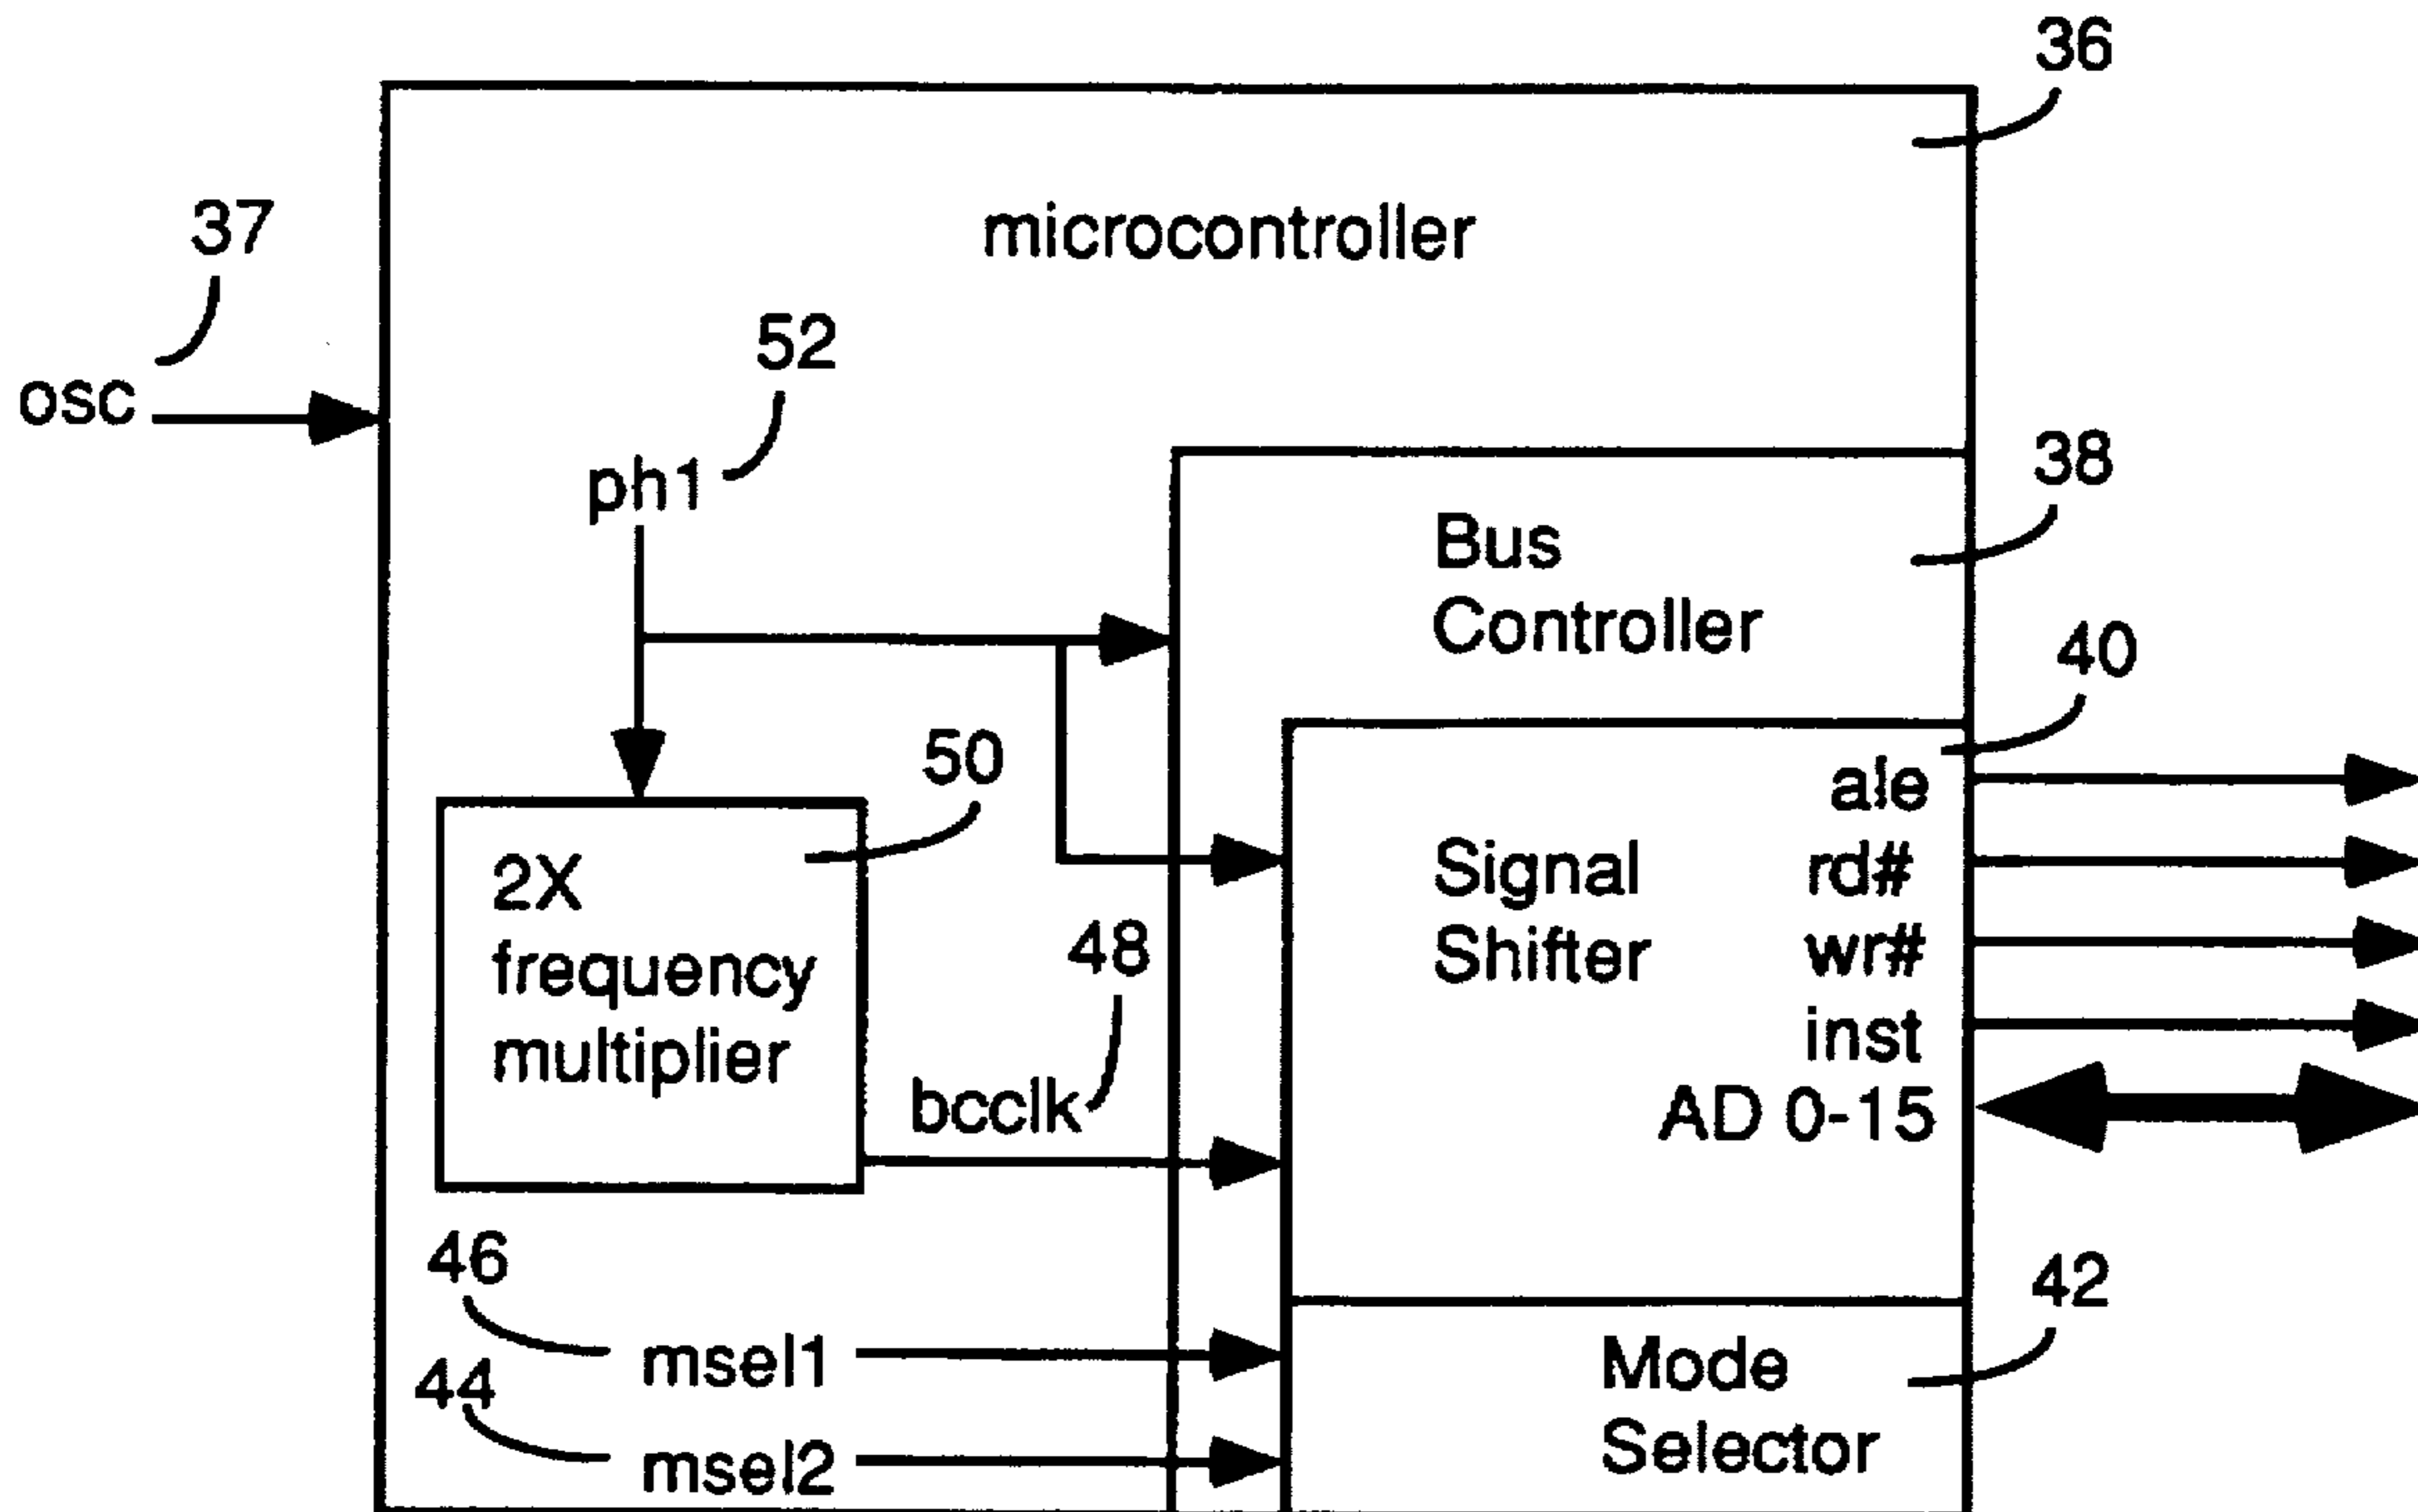 36
microcontroller
37
osc
52
ph1
38
Bus
Controller
40
50
2X
frequency
multiplier
48
bcclk
Signal
Shifter
ale
rd#
wr#
inst
AD 0-15
46
msel1
44
msel2
42
Mode
Selector